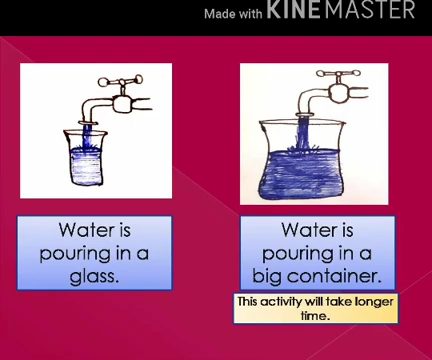 Made with KINEMASTER
Water is
pouring in a
glass.
Water is
pouring in a
big container.
This activity will take longer
time.